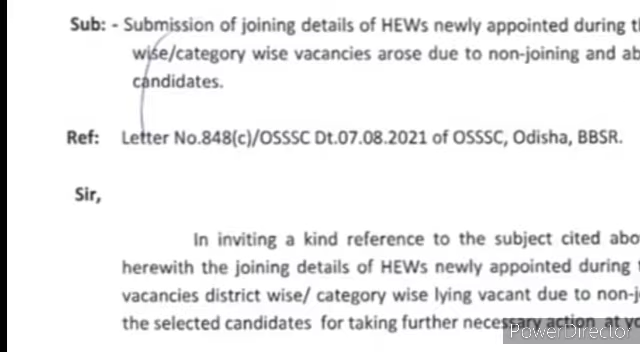 Sub: - Submission of joining details of HEWs newly appointed during
wise/category wise vacancies arose due to non-joining and
candidates.
Ref: Letter No.848(c)/OSSSC Dt.07.08.2021 of OSSSC, Odisha, BBSR.
Sir,
In inviting a kind reference to the subject cited
herewith the joining details of HEWs newly appointed during
vacancies district wise/ category wise lying vacant due to
the selected candidates for taking further necessary action at
PowerDirector